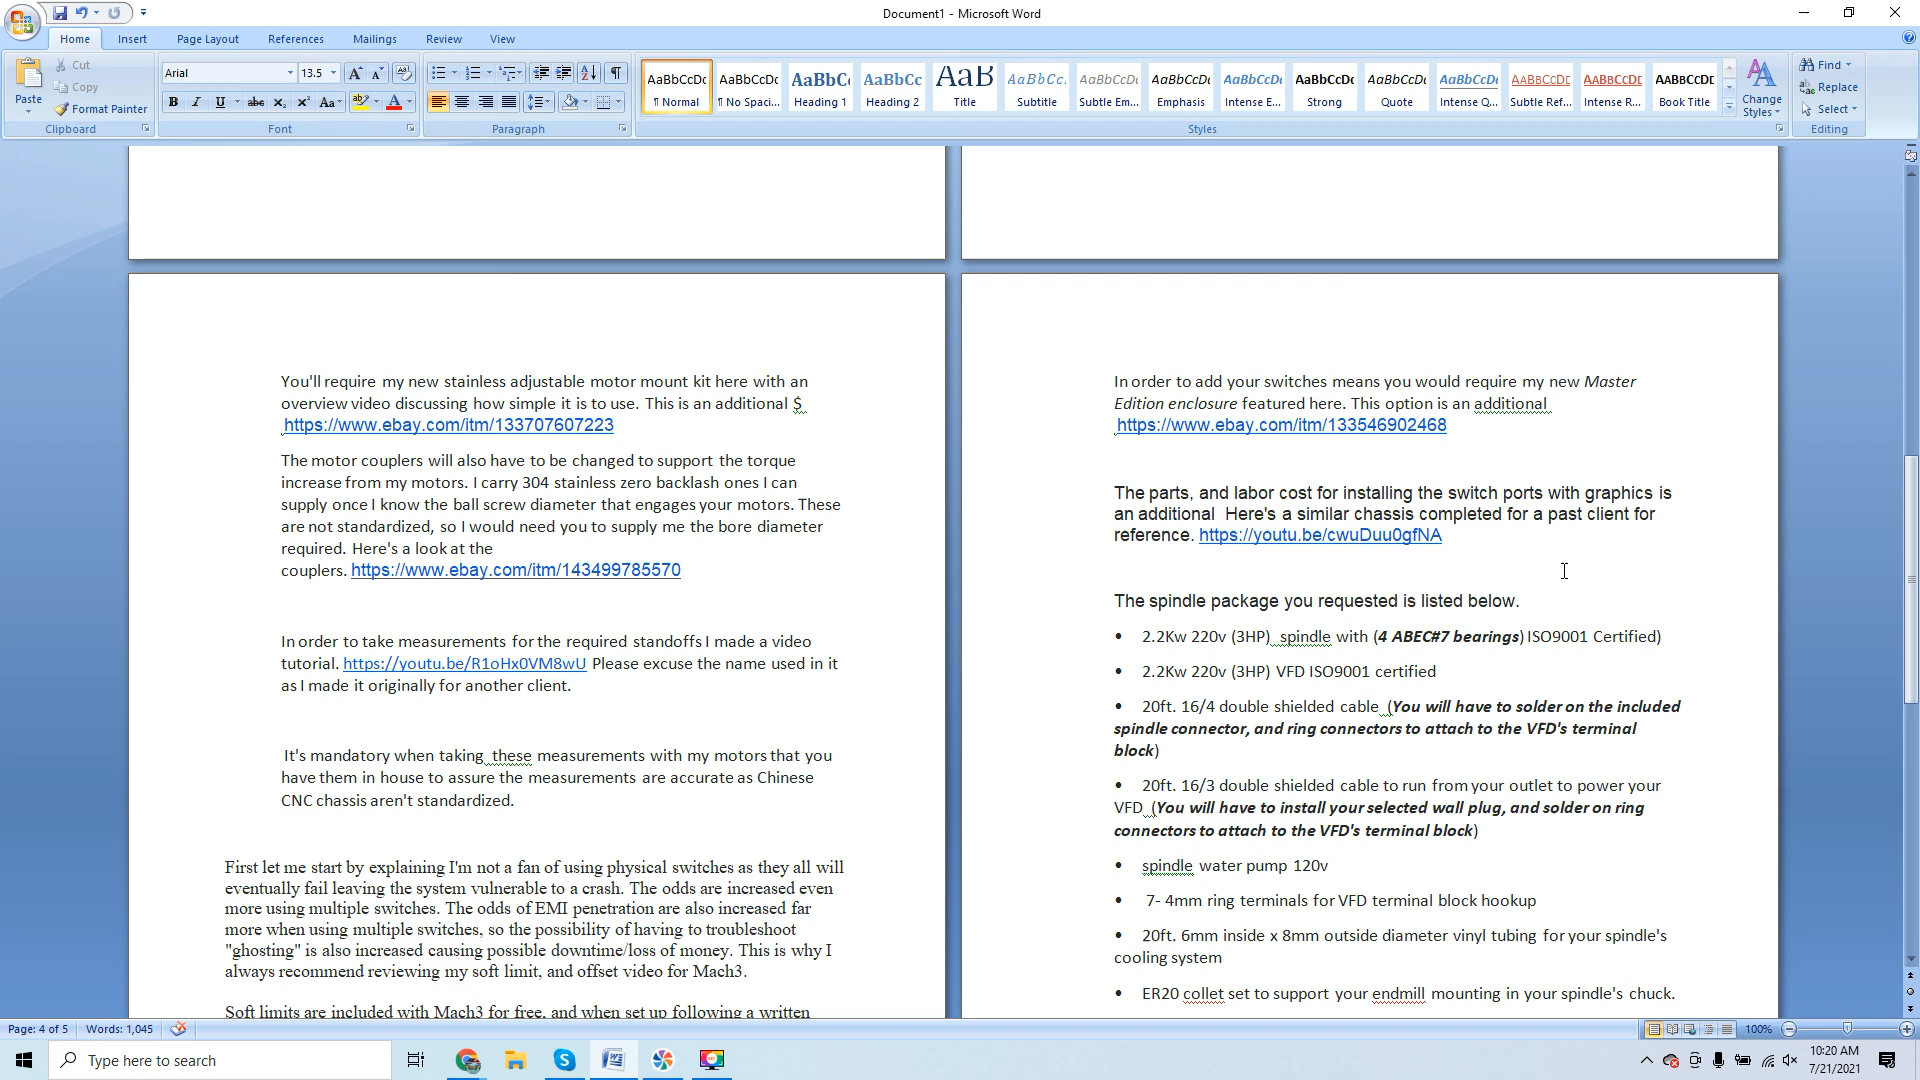 Document1 - Microsoft Word
Home Insert Page Layout References Mailings Review View
Paste
Cut
Copy
Format Painter
Clipboard
Arial 13.5
Font
Paragraph
AaBbCcDc AaBbCcDc AaBbC AaBbCc AaB AaBbCc. AaBbCcDc AaBbCcDc AaBbCcDc AaBbCcDc AaBbCcDc AaBbCcDc AABBCCDE AABBCCDE AABBCCDE
¶ Normal ¶ No Spaci... Heading 1 Heading 2 Title Subtitle Subtle Em... Emphasis Intense E... Strong Quote Intense Q... Subtle Ref... Intense R... Book Title
Change
Styles
Styles
Find
Replace
Select
Editing
You'll require my new stainless adjustable motor mount kit here with an
overview video discussing how simple it is to use. This is an additional $
https://www.ebay.com/itm/133707607223
The motor couplers will also have to be changed to support the torque
increase from my motors. I carry 304 stainless zero backlash ones I can
supply once I know the ball screw diameter that engages your motors. These
are not standardized, so I would need you to supply me the bore diameter
required. Here's a look at the
couplers. https://www.ebay.com/itm/143499785570
In order to take measurements for the required standoffs I made a video
tutorial. https://youtu.be/R1oHx0VM8wU Please excuse the name used in it
as I made it originally for another client.
It's mandatory when taking these measurements with my motors that you
have them in house to assure the measurements are accurate as Chinese
CNC chassis aren't standardized.
First let me start by explaining I'm not a fan of using physical switches as they all will
eventually fail leaving the system vulnerable to a crash. The odds are increased even
more using multiple switches. The odds of EMI penetration are also increased far
more when using multiple switches, so the possibility of having to troubleshoot
"ghosting" is also increased causing possible downtime/loss of money. This is why I
always recommend reviewing my soft limit, and offset video for Mach3.
Soft limits are included with Mach3 for free, and when set up following a written
In order to add your switches means you would require my new Master
Edition enclosure featured here. This option is an additional
https://www.ebay.com/itm/133546902468
The parts, and labor cost for installing the switch ports with graphics is
an additional Here's a similar chassis completed for a past client for
reference. https://youtu.be/cwuDuu0gfNA
The spindle package you requested is listed below.
• 2.2Kw 220v (3HP) spindle with (4 ABEC#7 bearings) ISO9001 Certified)
• 2.2Kw 220v (3HP) VFD ISO9001 certified
• 20ft. 16/4 double shielded cable (You will have to solder on the included
spindle connector, and ring connectors to attach to the VFD's terminal
block)
• 20ft. 16/3 double shielded cable to run from your outlet to power your
VFD (You will have to install your selected wall plug, and solder on ring
connectors to attach to the VFD's terminal block)
• spindle water pump 120v
• 7- 4mm ring terminals for VFD terminal block hookup
• 20ft. 6mm inside x 8mm outside diameter vinyl tubing for your spindle's
cooling system
• ER20 collet set to support your endmill mounting in your spindle's chuck.
Page: 4 of 5 Words: 1,045 100%
Type here to search
10:20 AM
7/21/2021